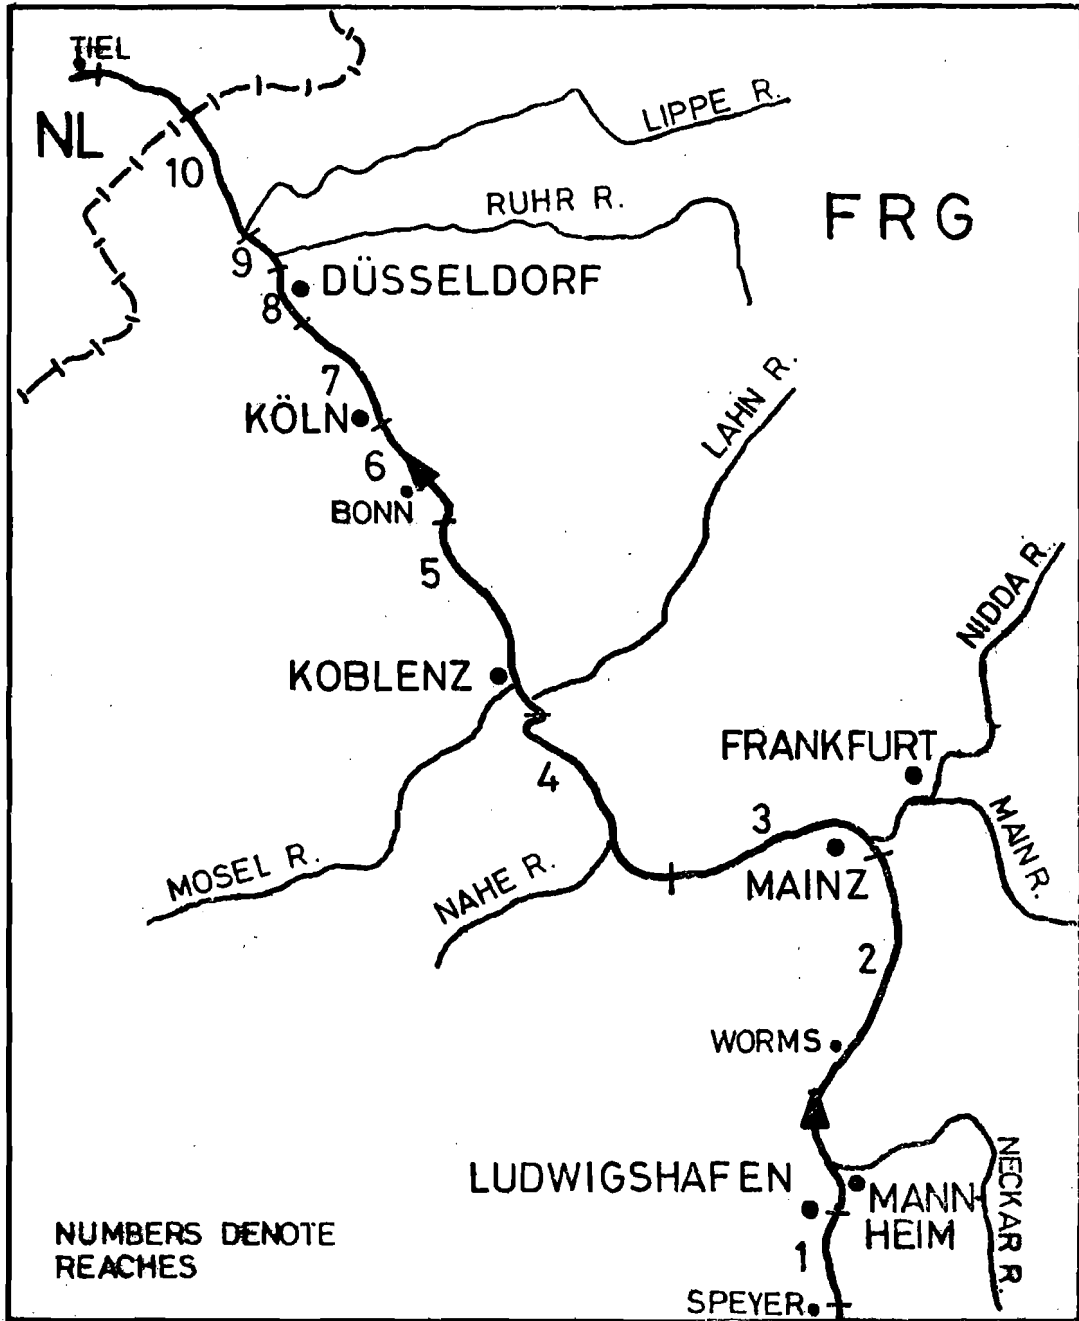 TIEL
NL
LIPPE R.
10
RUHR R.
FRG
9
DÜSSELDORF
8
7
KÖLN
LAHN R.
6
BONN
5
NIDDA R.
KOBLENZ
FRANKFURT
4
3
MAIN R.
MOSEL R.
NAHE R.
MAINZ
2
WORMS
LUDWIGSHAFEN
MANN-
HEIM
NECKAR R.
1
NUMBERS DENOTE
REACHES
SPEYER